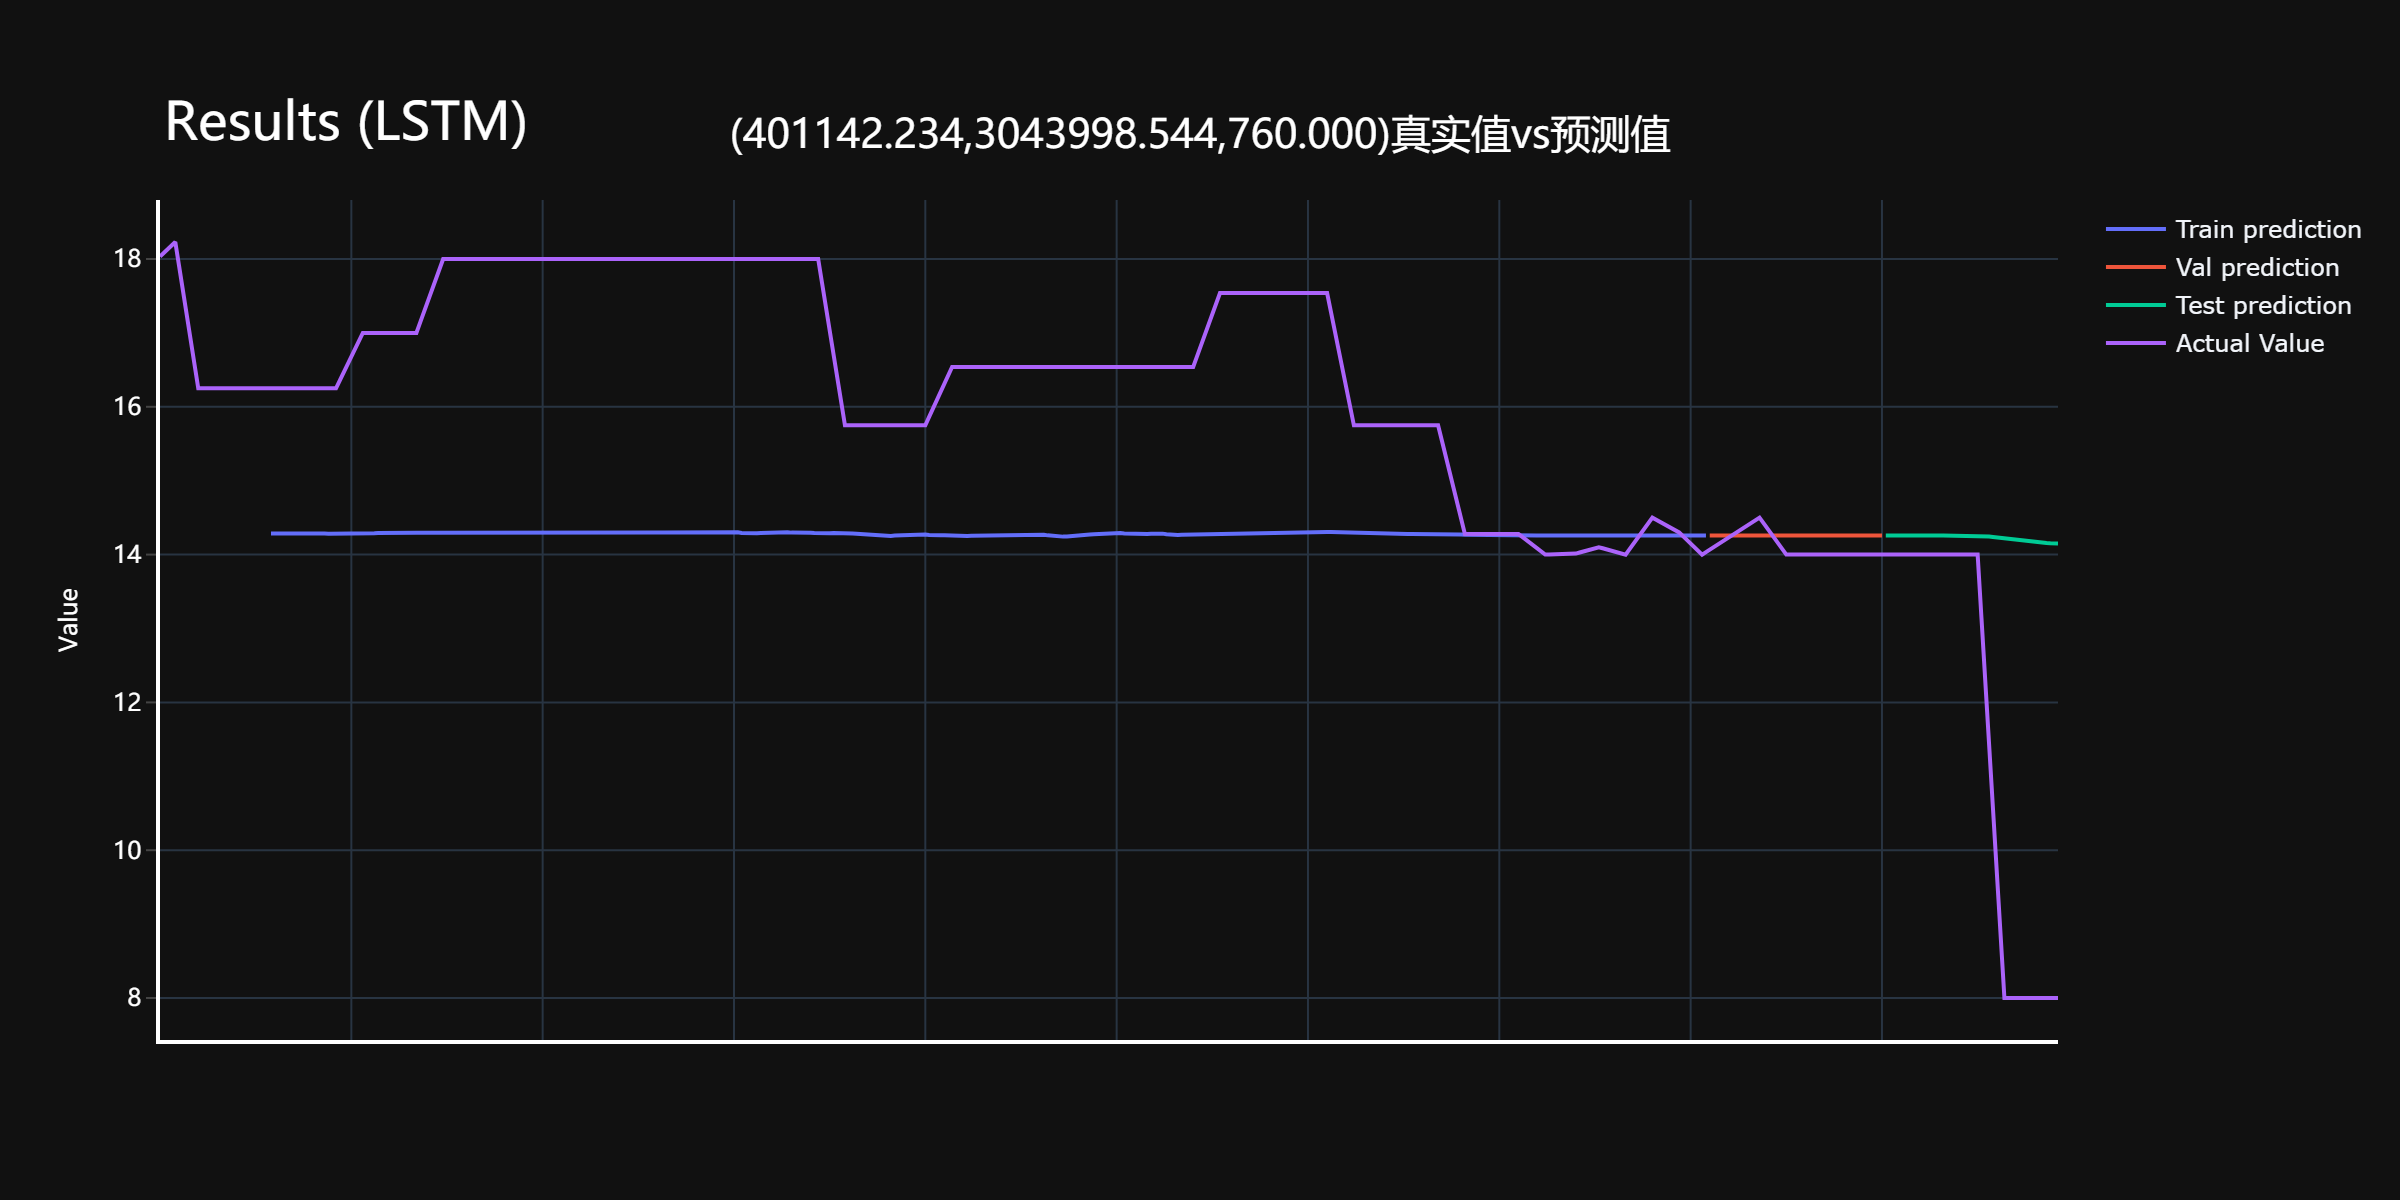 Results (LSTM)
(401142.234,3043998.544,760.000)真实值vs预测值
Train prediction
Val prediction
Test prediction
Actual Value
18
16
14
12
10
8
Value